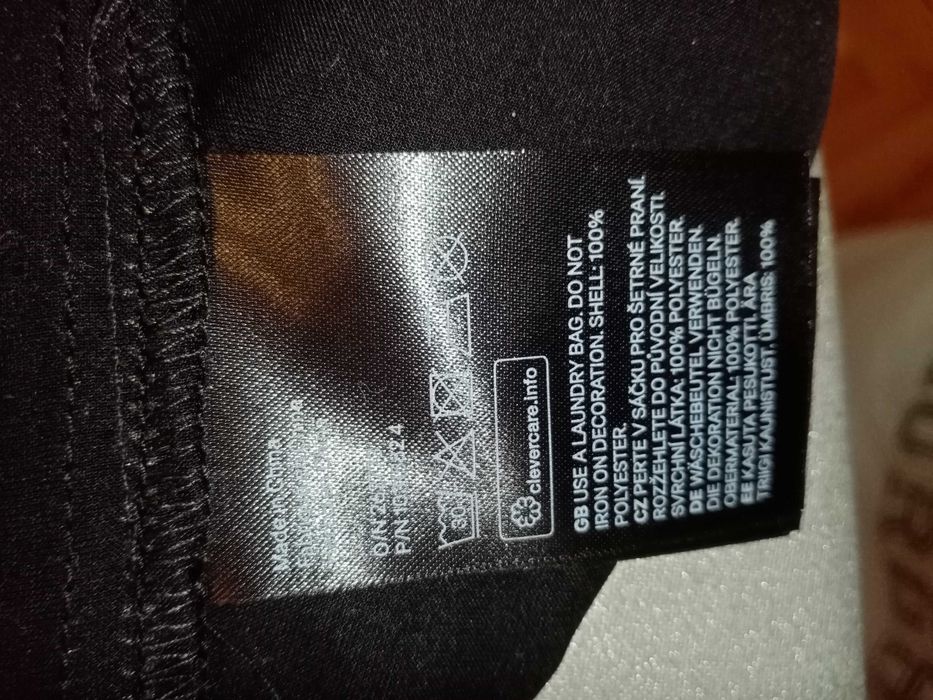 Made in China
30
clevercare.info
GB USE A LAUNDRY BAG. DO NOT
IRON ON DECORATION. SHELL: 100%
POLYESTER.
CZ PERTE V SÁČKU PRO ŠETRNÉ PRANÍ.
ROZŽEHLETE DO PŮVODNÍ VELIKOSTI.
SVRCHNÍ LÁTKA: 100% POLYESTER.
DE WÄSCHEBEUTEL VERWENDEN.
DIE DEKORATION NICHT BÜGELN.
OBERMATERIAL: 100% POLYESTER.
EE KASUTA PESUKOTTI. ÄRA
TRIIGI KAUNISTUST. ÜMBRIS: 100%